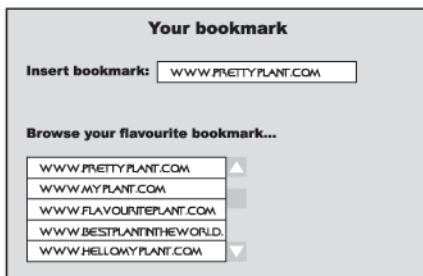 Your bookmark
Insert bookmark: WWW.PRETTYPLANT.COM
Browse your flavourite bookmark...
WWW.PRETTYPLANT.COM
WWW.MYPLANT.COM
WWW.FLAVOURITEPLANT.COM
WWW.BESTPLANTINTHEWORLD.
WWW.HELLOMYPLANT.COM